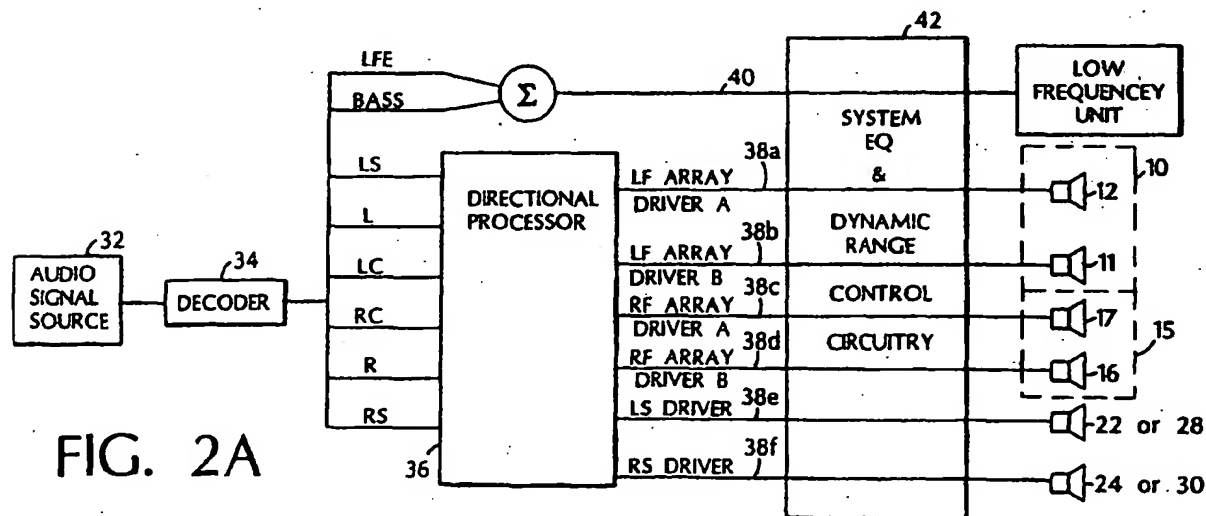 42
LFE
BASS
Σ
40
LOW
FREQUENCEY
UNIT
SYSTEM
EQ
&
DYNAMIC
RANGE
CONTROL
CIRCUITRY
LS
L
LC
RC
R
RS
DIRECTIONAL
PROCESSOR
36
32
AUDIO
SIGNAL
SOURCE
34
DECODER
LF ARRAY
DRIVER A
38a
LF ARRAY
DRIVER B
38b
RF ARRAY
DRIVER A
38c
RF ARRAY
DRIVER B
38d
LS DRIVER
38e
RS DRIVER
38f
10
12
11
17
15
16
22 or 28
24 or 30
FIG. 2A